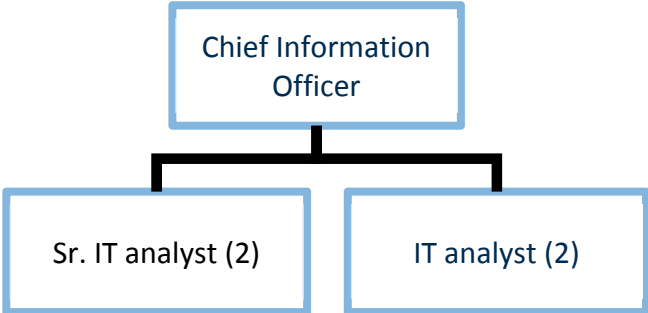 Chief Information
Officer
Sr. IT analyst (2)
IT analyst (2)